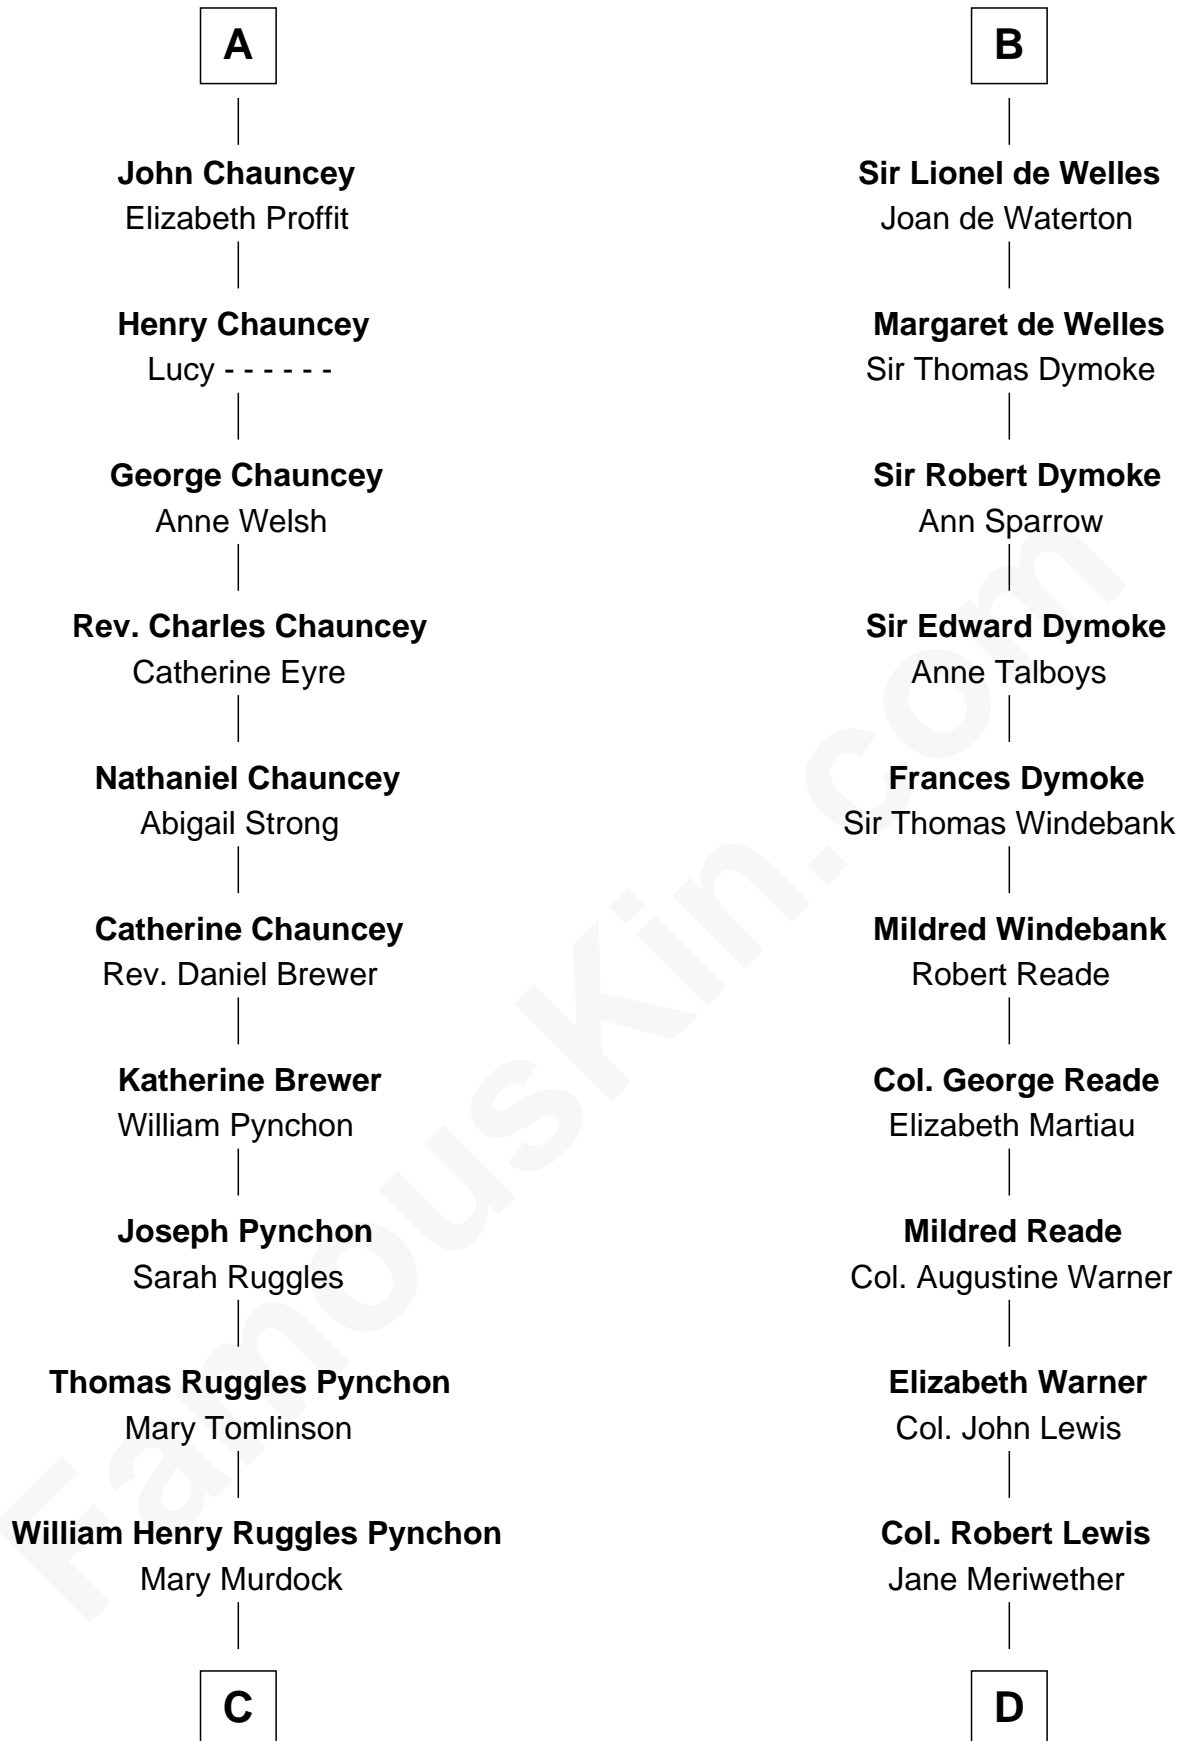 A
John Chauncey
Elizabeth Proffit
Henry Chauncey
Lucy - - - - - -
George Chauncey
Anne Welsh
Rev. Charles Chauncey
Catherine Eyre
Nathaniel Chauncey
Abigail Strong
Catherine Chauncey
Rev. Daniel Brewer
Katherine Brewer
William Pynchon
Joseph Pynchon
Sarah Ruggles
Thomas Ruggles Pynchon
Mary Tomlinson
William Henry Ruggles Pynchon
Mary Murdock
C
B
Sir Lionel de Welles
Joan de Waterton
Margaret de Welles
Sir Thomas Dymoke
Sir Robert Dymoke
Ann Sparrow
Sir Edward Dymoke
Anne Talboys
Frances Dymoke
Sir Thomas Windebank
Mildred Windebank
Robert Reade
Col. George Reade
Elizabeth Martiau
Mildred Reade
Col. Augustine Warner
Elizabeth Warner
Col. John Lewis
Col. Robert Lewis
Jane Meriwether
D
FamousKin.com